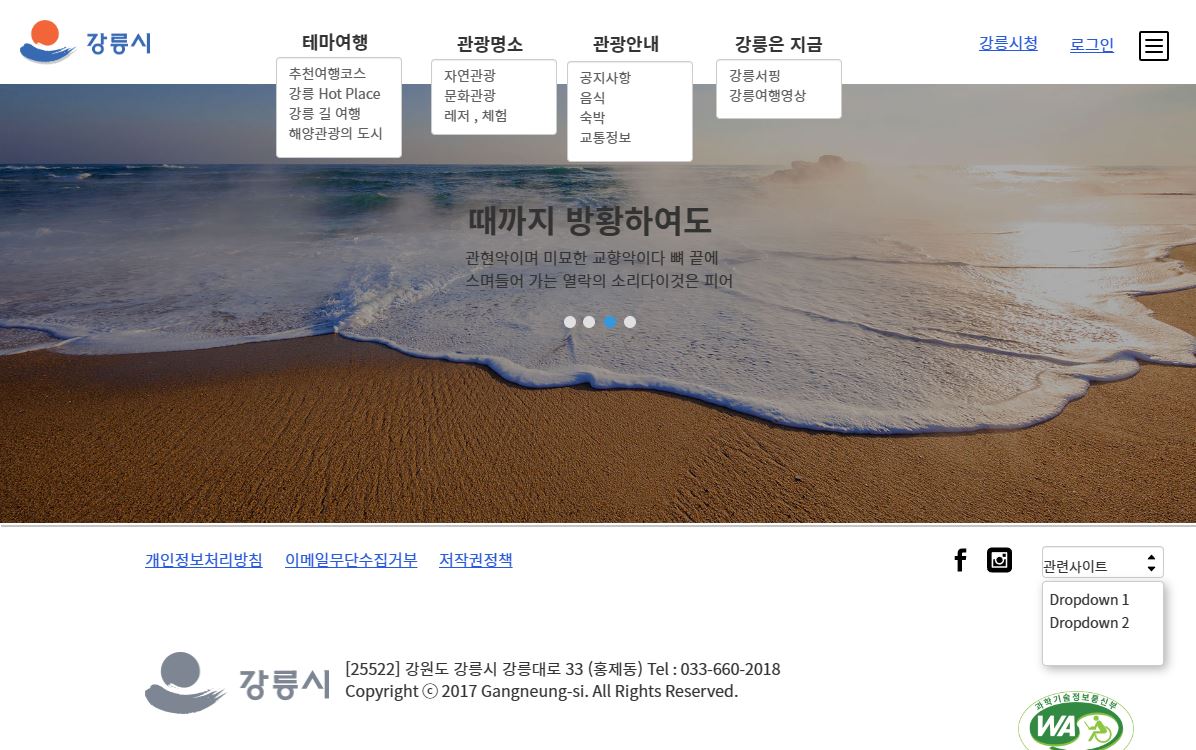 강릉시
테마여행
관광명소
관광안내
강릉은 지금
강릉시청
로그인
추천여행코스
강릉 Hot Place
강릉 길 여행
해양관광의 도시
자연관광
문화관광
레저 , 체험
공지사항
음식
숙박
교통정보
강릉서핑
강릉여행영상
때까지 방황하여도
관현악이며 미묘한 교향악이다 뼈 끝에
스며들어 가는 열락의 소리다이것은 피어
개인정보처리방침
이메일무단수집거부
저작권정책
관련사이트
Dropdown 1
Dropdown 2
강릉시
[25522] 강원도 강릉시 강릉대로 33 (홍제동) Tel : 033-660-2018
Copyright ⓒ 2017 Gangneung-si. All Rights Reserved.
과학기술정보통신부
WA